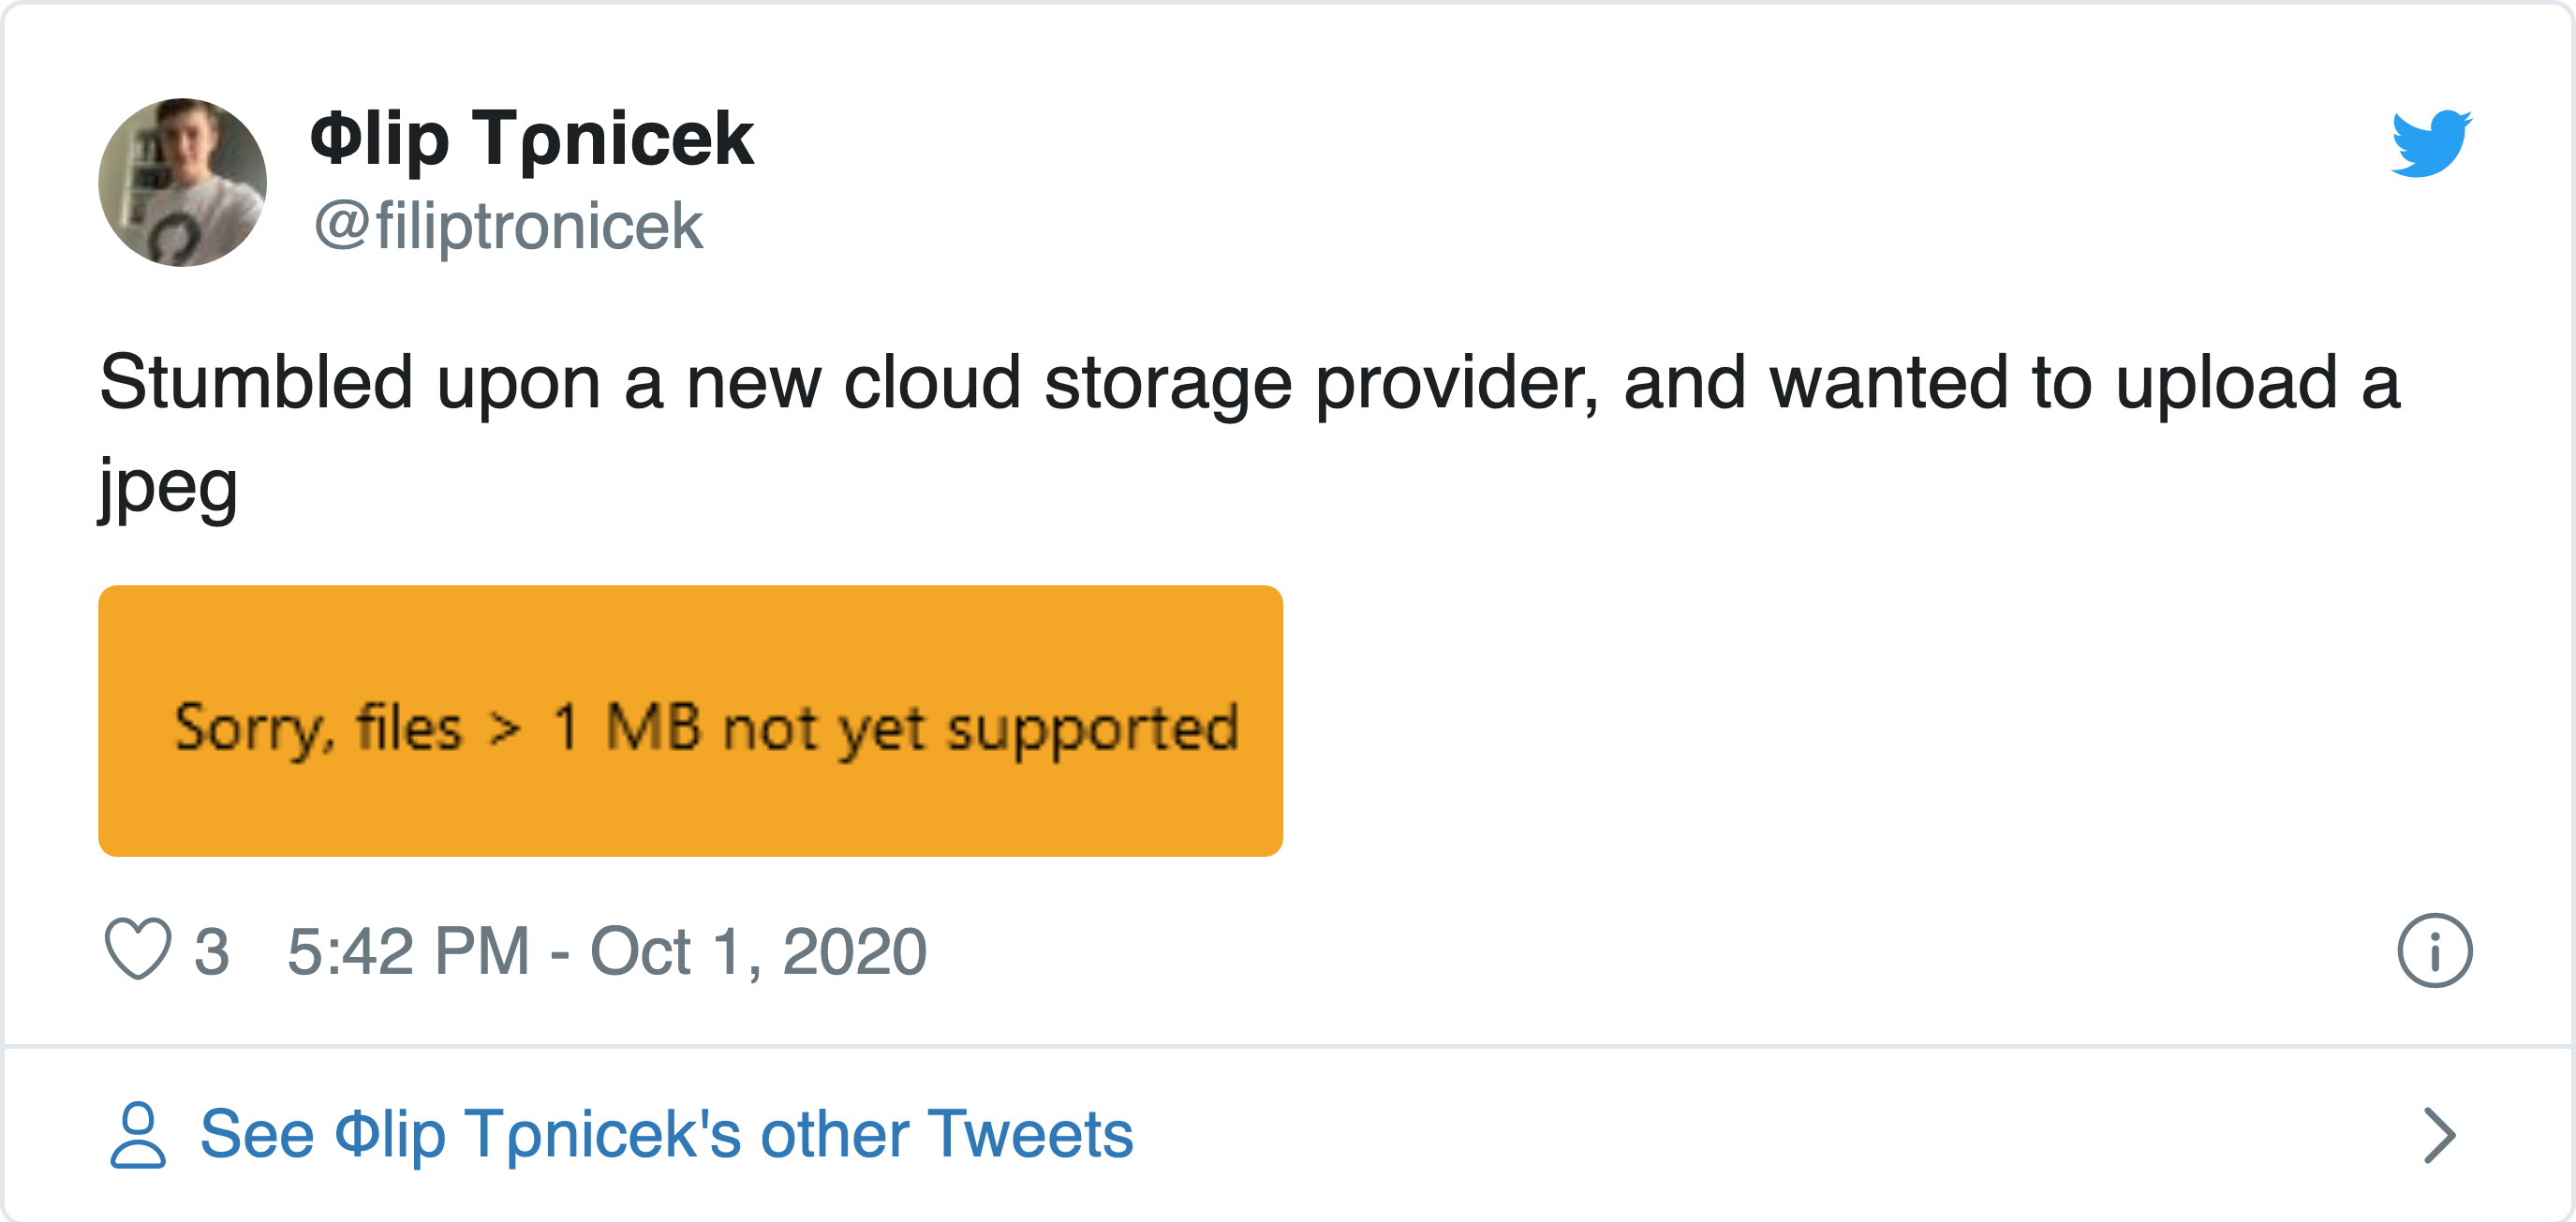 Φlip Tρnicek
@filiptronicek
Stumbled upon a new cloud storage provider, and wanted to upload a
jpeg
Sorry, files > 1 MB not yet supported
3 5:42 PM - Oct 1, 2020
See Φlip Tρnicek's other Tweets